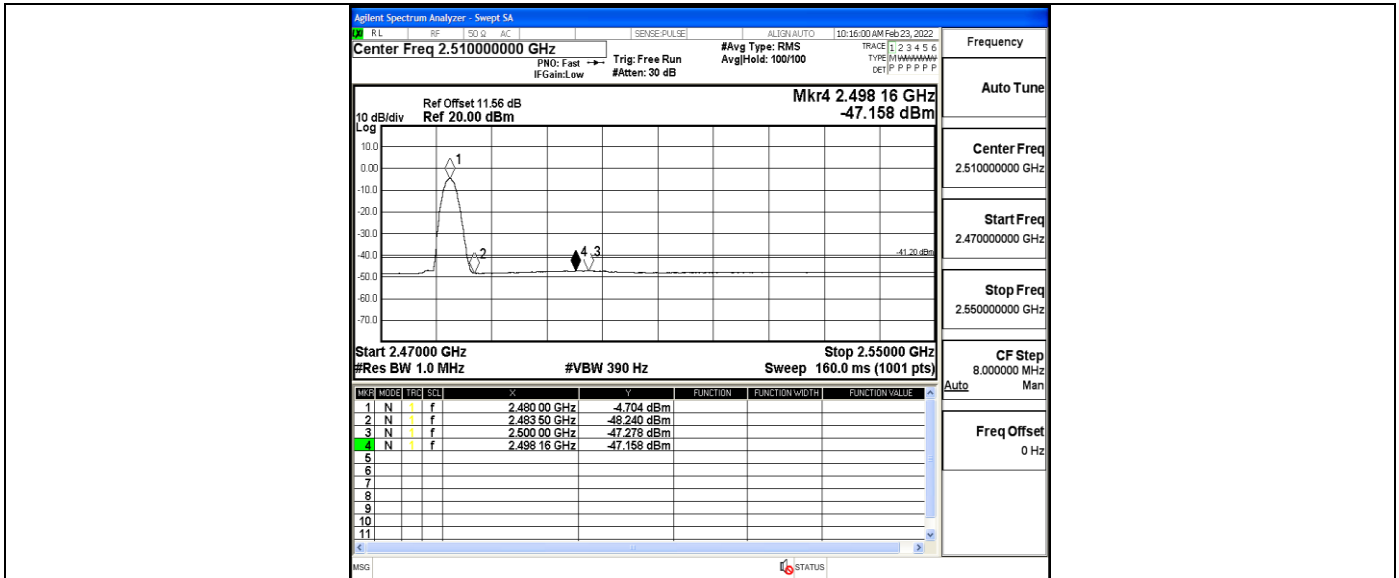 Agilent Spectrum Analyzer - Swept SA
RL RF 50 Ω AC SENSE:PULSE ALIGN AUTO 10:16:00 AM Feb 23, 2022
Center Freq 2.510000000 GHz
PNO: Fast
IFGain:Low
Trig: Free Run
#Atten: 30 dB
#Avg Type: RMS
Avg|Hold: 100/100
TRACE 1 2 3 4 5 6
TYPE M
DET P P P P P P
Mkr4 2.498 16 GHz
-47.158 dBm
Ref Offset 11.56 dB
10 dB/div Ref 20.00 dBm
Log
10.0
0.00
-10.0
-20.0
-30.0
-40.0
-50.0
-60.0
-70.0
1
2
4 3
-41.20 dBm
Start 2.47000 GHz Stop 2.55000 GHz
#Res BW 1.0 MHz #VBW 390 Hz Sweep 160.0 ms (1001 pts)
MKR MODE TRC SCL X Y FUNCTION FUNCTION WIDTH FUNCTION VALUE
1 N 1 f 2.480 00 GHz -4.704 dBm
2 N 1 f 2.483 50 GHz -48.240 dBm
3 N 1 f 2.500 00 GHz -47.278 dBm
4 N 1 f 2.498 16 GHz -47.158 dBm
5
6
7
8
9
10
11
MSG STATUS
Frequency
Auto Tune
Center Freq
2.510000000 GHz
Start Freq
2.470000000 GHz
Stop Freq
2.550000000 GHz
CF Step
8.000000 MHz
Auto Man
Freq Offset
0 Hz